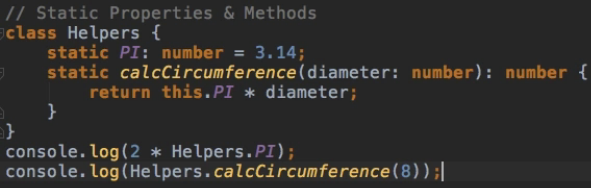 // Static Properties & Methods
class Helpers {
    static PI: number = 3.14;
    static calcCircumference(diameter: number): number {
        return this.PI * diameter;
    }
}
console.log(2 * Helpers.PI);
console.log(Helpers.calcCircumference(8));